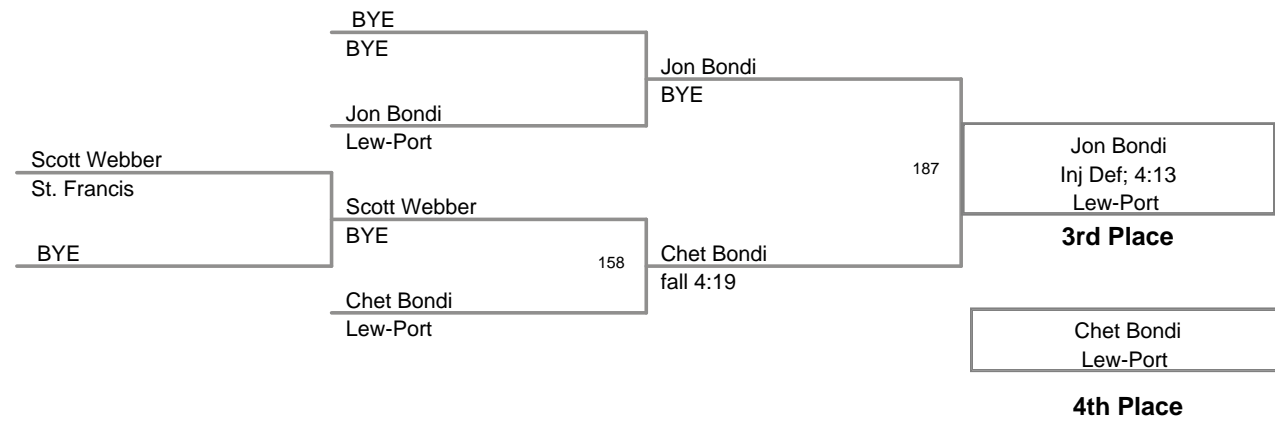 BYE
BYE
Jon Bondi
BYE
Jon Bondi
Lew-Port
Scott Webber
St. Francis
Scott Webber
BYE
BYE
158
Chet Bondi
fall 4:19
Chet Bondi
Lew-Port
187
Jon Bondi
Inj Def; 4:13
Lew-Port
3rd Place
Chet Bondi
Lew-Port
4th Place